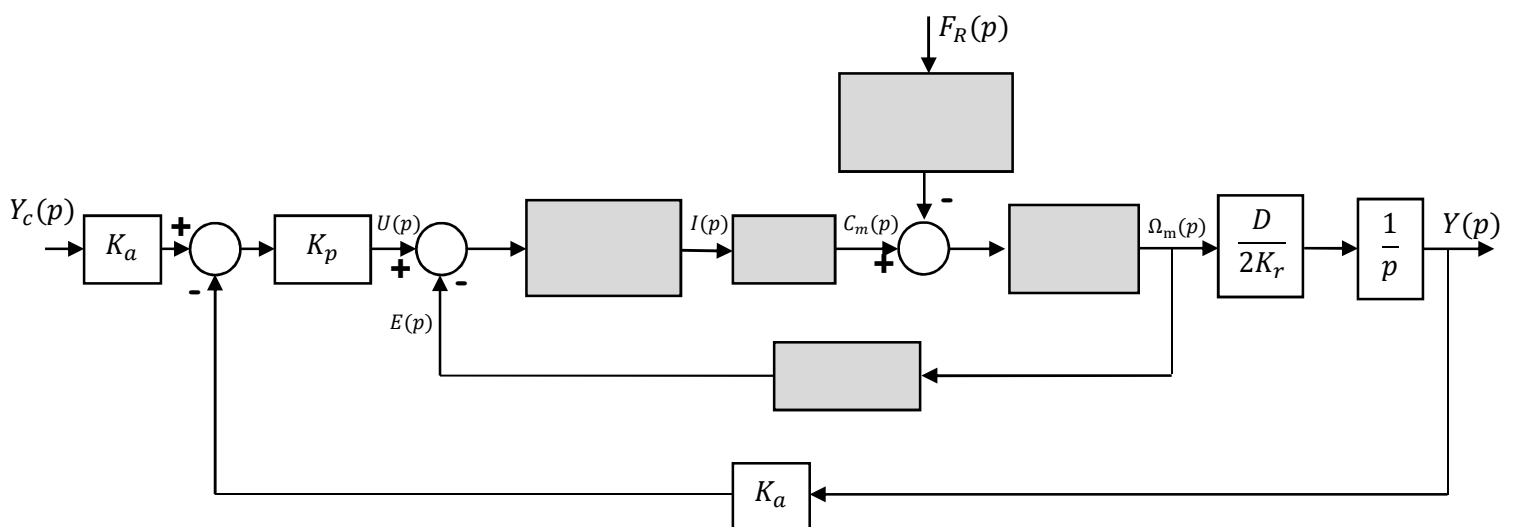 F_R(p)
Y_c(p)
K_a
+
-
K_p
U(p)
+
-
E(p)
I(p)
C_m(p)
+
-
Ω_m(p)
D
2K_r
1
p
Y(p)
K_a